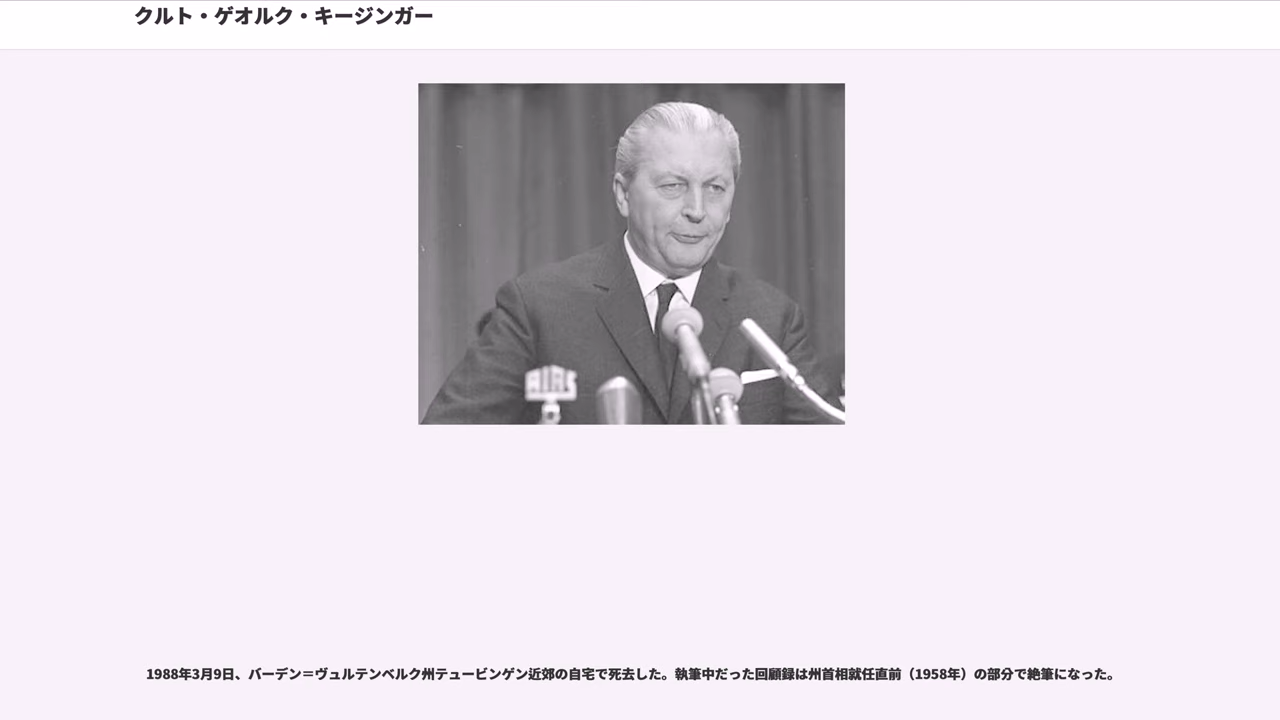 クルト・ゲオルク・キージンガー
RIAS
1988年3月9日、バーデン＝ヴュルテンベルク州テュービンゲン近郊の自宅で死去した。執筆中だった回顧録は州首相就任直前（1958年）の部分で絶筆になった。